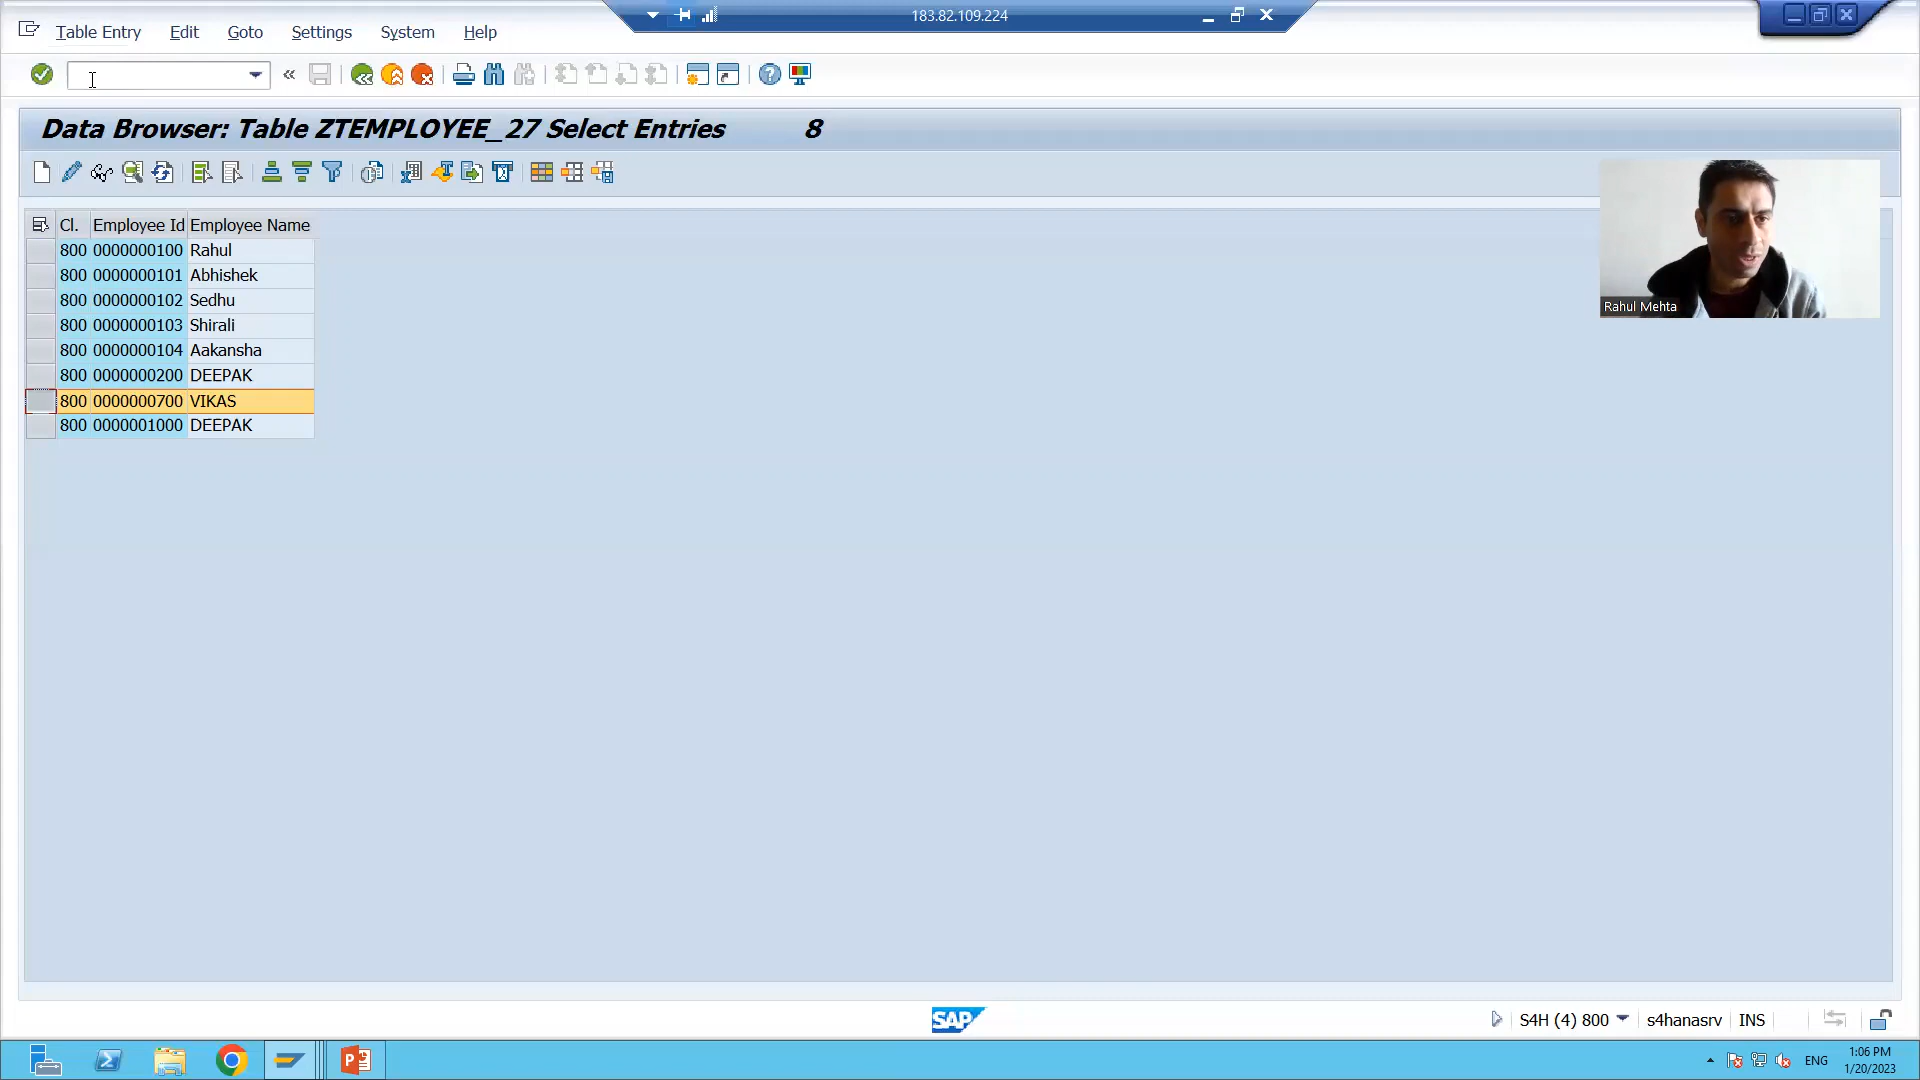 183.82.109.224
Table Entry Edit Goto Settings System Help
Data Browser: Table ZTEMPLOYEE_27 Select Entries 8
Cl. Employee Id Employee Name
800 0000000100 Rahul
800 0000000101 Abhishek
800 0000000102 Sedhu
800 0000000103 Shirali
800 0000000104 Aakansha
800 0000000200 DEEPAK
800 0000000700 VIKAS
800 0000001000 DEEPAK
Rahul Mehta
SAP
S4H (4) 800 s4hanasrv INS
ENG
1:06 PM
1/20/2023